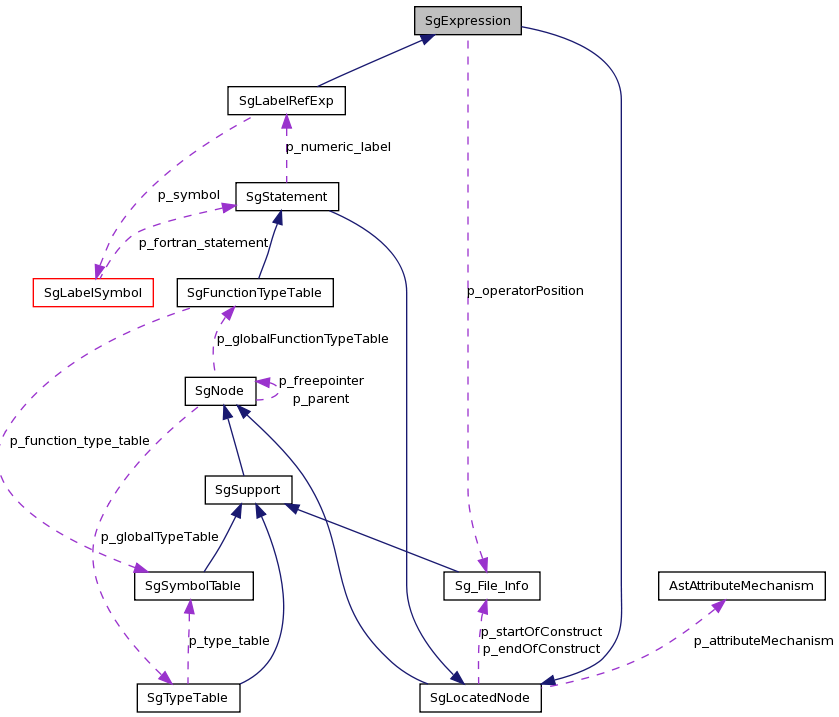 SgExpression
SgLabelRefExp
p_numeric_label
p_symbol
SgStatement
p_fortran_statement
SgLabelSymbol
SgFunctionTypeTable
p_operatorPosition
p_globalFunctionTypeTable
SgNode
p_freepointer
p_parent
p_function_type_table
SgSupport
p_globalTypeTable
SgSymbolTable
Sg_File_Info
AstAttributeMechanism
p_type_table
p_startOfConstruct
p_endOfConstruct
p_attributeMechanism
SgTypeTable
SgLocatedNode